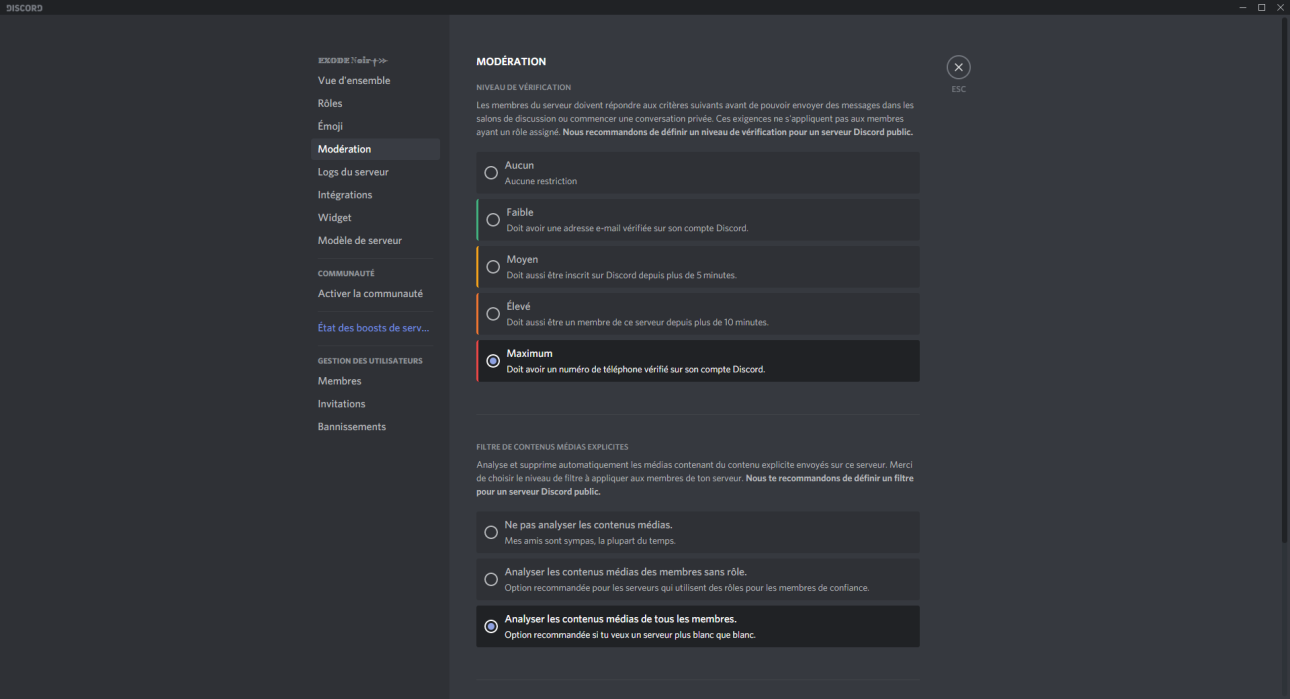 DISCORD
EXODE Noir
Vue d'ensemble
Rôles
Émoji
Modération
Logs du serveur
Intégrations
Widget
Modèle de serveur
COMMUNAUTÉ
Activer la communauté
État des boosts de serv...
GESTION DES UTILISATEURS
Membres
Invitations
Bannissements
MODÉRATION
NIVEAU DE VÉRIFICATION
Les membres du serveur doivent répondre aux critères suivants avant de pouvoir envoyer des messages dans les
salons de discussion ou commencer une conversation privée. Ces exigences ne s'appliquent pas aux membres
ayant un rôle assigné. Nous recommandons de définir un niveau de vérification pour un serveur Discord public.
Aucun
Aucune restriction
Faible
Doit avoir une adresse e-mail vérifiée sur son compte Discord.
Moyen
Doit aussi être inscrit sur Discord depuis plus de 5 minutes.
Élevé
Doit aussi être un membre de ce serveur depuis plus de 10 minutes.
Maximum
Doit avoir un numéro de téléphone vérifié sur son compte Discord.
FILTRE DE CONTENUS MÉDIAS EXPLICITES
Analyse et supprime automatiquement les médias contenant du contenu explicite envoyés sur ce serveur. Merci
de choisir le niveau de filtre à appliquer aux membres de ton serveur. Nous te recommandons de définir un filtre
pour un serveur Discord public.
Ne pas analyser les contenus médias.
Mes amis sont sympas, la plupart du temps.
Analyser les contenus médias des membres sans rôle.
Option recommandée pour les serveurs qui utilisent des rôles pour les membres de confiance.
Analyser les contenus médias de tous les membres.
Option recommandée si tu veux un serveur plus blanc que blanc.
ESC